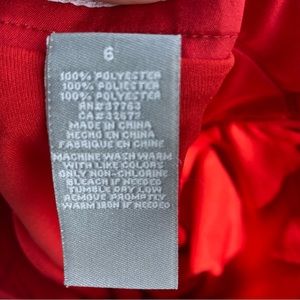 6
100% POLYESTER
100% POLYESTER
100% POLYESTER
RN#37763
CA#32672
MADE IN CHINA
HECHO EN CHINA
FABRIQUE EN CHINE
MACHINE WASH WARM
WITH LIKE COLORS
ONLY NON-CHLORINE
BLEACH IF NEEDED
TUMBLE DRY LOW
REMOVE PROMPTLY
WARM IRON IF NEEDED